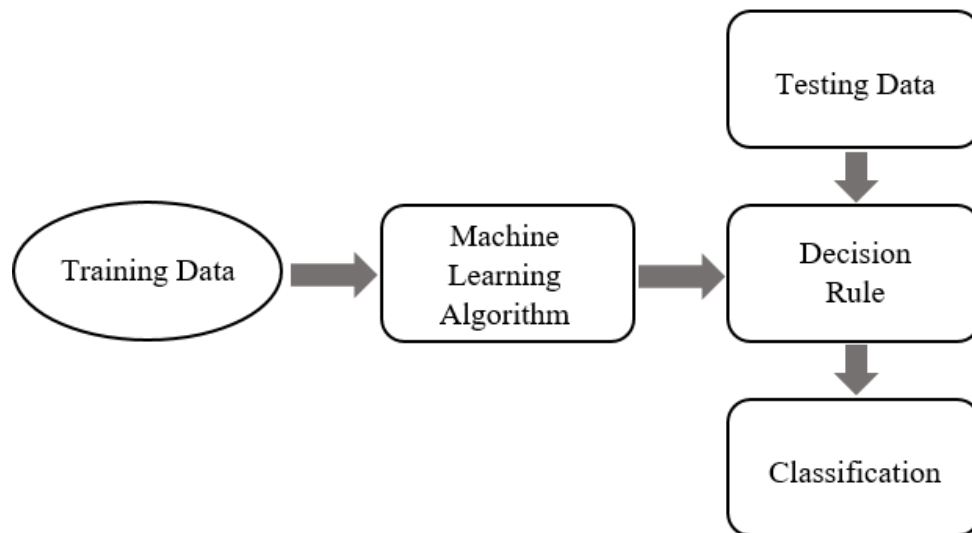 Testing Data
Training Data
Machine
Learning
Algorithm
Decision
Rule
Classification